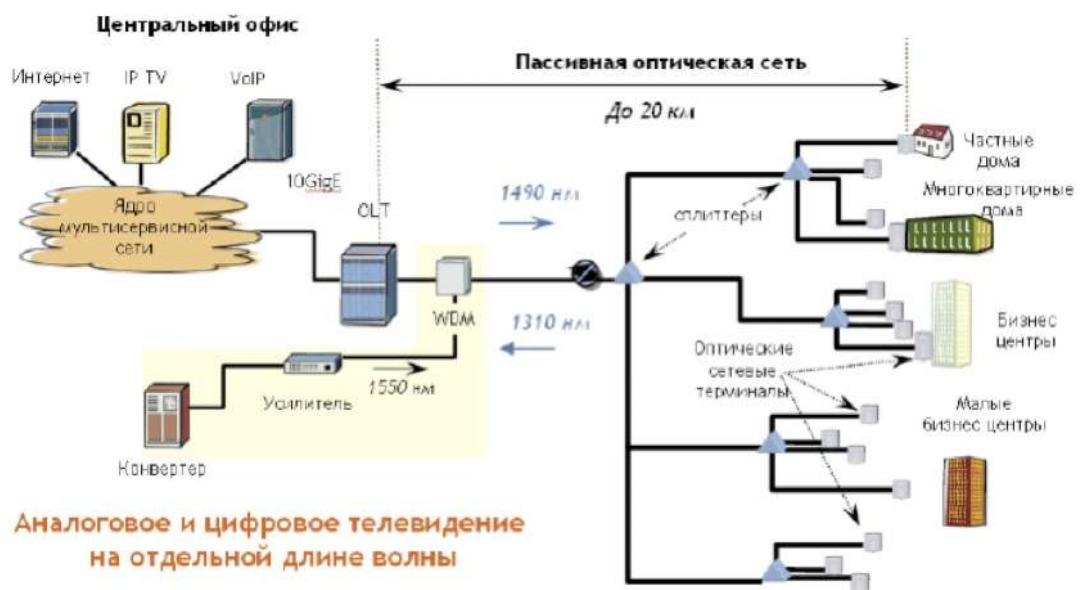 Центральный офис
Интернет
IP TV
VoIP
Пассивная оптическая сеть
До 20 км
Частные
дома
10GigE
Ядро
мультисервисной
сети
OLT
1490 нм
сплиттеры
Многоквартирные
дома
WDM
1310 нм
Бизнес
центры
Оптические
сетевые
терминалы
1550 нм
Усилитель
Малые
бизнес центры
Конвертер
Аналоговое и цифровое телевидение
на отдельной длине волны